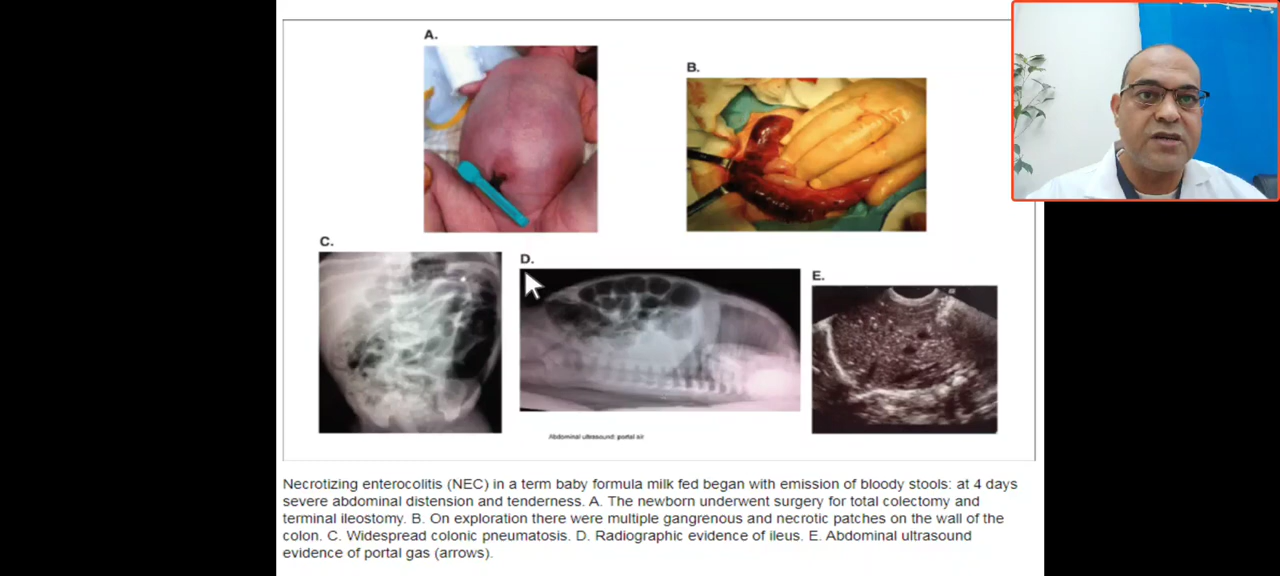 A.
B.
C.
D.
E.
Abdominal ultrasound: portal air
Necrotizing enterocolitis (NEC) in a term baby formula milk fed began with emission of bloody stools: at 4 days
severe abdominal distension and tenderness. A. The newborn underwent surgery for total colectomy and
terminal ileostomy. B. On exploration there were multiple gangrenous and necrotic patches on the wall of the
colon. C. Widespread colonic pneumatosis. D. Radiographic evidence of ileus. E. Abdominal ultrasound
evidence of portal gas (arrows).